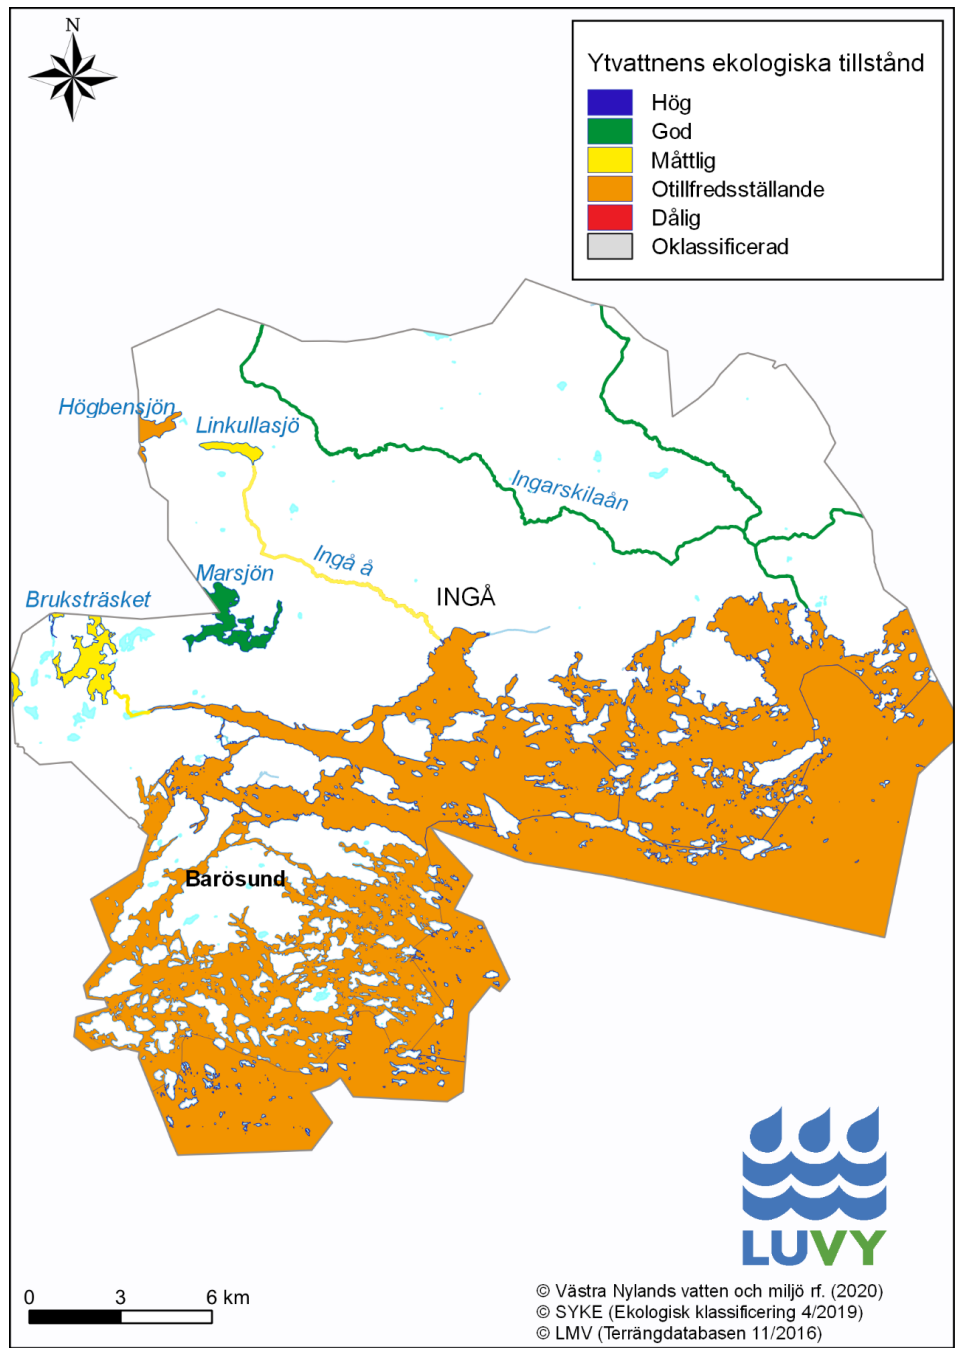 N
Ytvattnens ekologiska tillstånd
Hög
God
Måttlig
Otillfredsställande
Dålig
Oklassificerad
Högbensjön
Linkullasjö
Ingarskilaån
Ingå å
Marsjön
INGÅ
Bruksträsket
Barösund
LUVY
0 3 6 km
© Västra Nylands vatten och miljö rf. (2020)
© SYKE (Ekologisk klassificering 4/2019)
© LMV (Terrängdatabasen 11/2016)